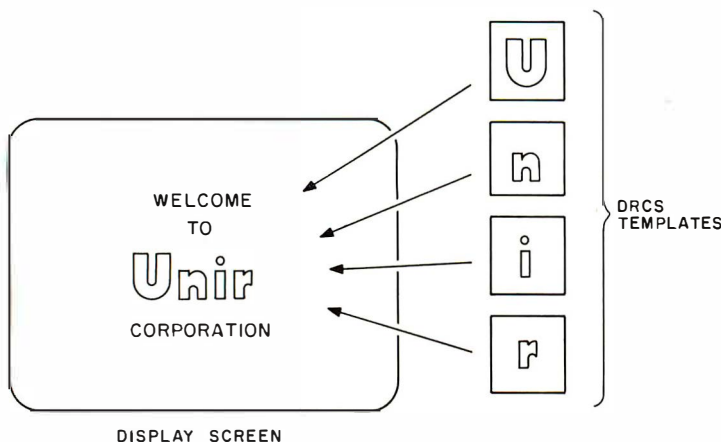 WELCOME
TO
Unir
CORPORATION
DISPLAY SCREEN
U
n
i
r
DRCS
TEMPLATES